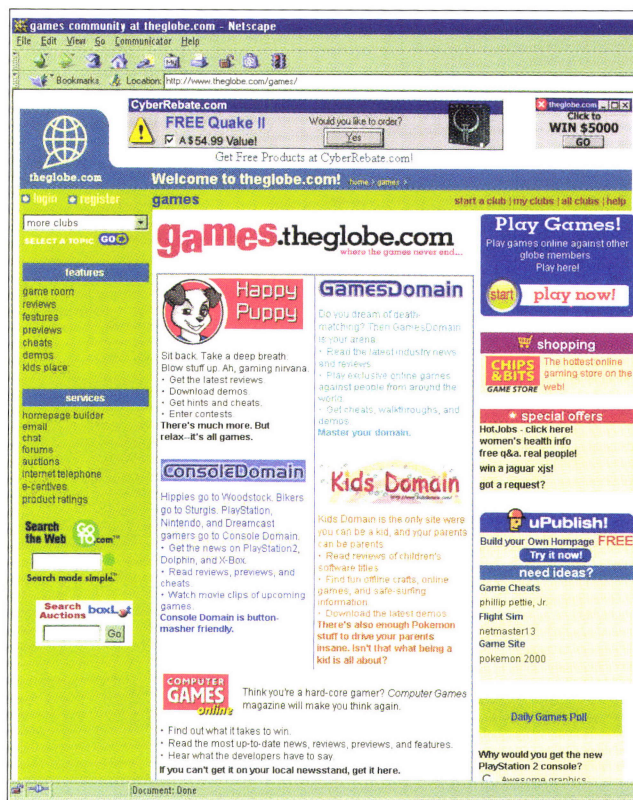 games community at theglobe.com - Netscape
File Edit View Go Communicator Help
Bookmarks Location: http://www.theglobe.com/games/
CyberRebate.com
FREE Quake II
A $54.99 Value!
Would you like to order?
Yes
Get Free Products at CyberRebate.com!
theglobe.com
Click to
WIN $5000
GO
theglobe.com
Welcome to theglobe.com! home > games >
login register
games
start a club | my clubs | all clubs | help
more clubs
SELECT A TOPIC GO
features
game room
reviews
features
previews
cheats
demos
kids place
services
homepage builder
email
chat
forums
auctions
internet telephone
e-centives
product ratings
Search
the Web
GoTo.com™
Search made simple.™
Search
Auctions
boxLot
Go
games.theglobe.com
where the games never end...
Happy
Puppy
Sit back. Take a deep breath.
Blow stuff up. Ah, gaming nirvana.
· Get the latest reviews
· Download demos.
· Get hints and cheats.
· Enter contests.
There's much more. But
relax--it's all games.
GamesDomain
Do you dream of death-
matching? Then GamesDomain
is your arena.
· Read the latest industry news
and reviews.
· Play exclusive online games
against people from around the
world.
· Get cheats, walkthroughs, and
demos.
Master your domain.
ConsoleDomain
Hippies go to Woodstock. Bikers
go to Sturgis. PlayStation,
Nintendo, and Dreamcast
gamers go to Console Domain.
· Get the news on PlayStation2,
Dolphin, and X-Box.
· Read reviews, previews, and
cheats.
· Watch movie clips of upcoming
games.
Console Domain is button-
masher friendly.
Kids Domain
Kids Domain is the only site were
you can be a kid, and your parents
can be parents.
· Read reviews of children's
software titles.
· Find fun offline crafts, online
games, and safe-surfing
information.
· Download the latest demos.
There's also enough Pokemon
stuff to drive your parents
insane. Isn't that what being a
kid is all about?
COMPUTER
GAMES
online
Think you're a hard-core gamer? Computer Games
magazine will make you think again.
· Find out what it takes to win.
· Read the most up-to-date news, reviews, previews, and features.
· Hear what the developers have to say.
If you can't get it on your local newsstand, get it here.
Play Games!
Play games online against other
globe members.
Play here!
start play now!
shopping
CHIPS
& BITS
GAME STORE
The hottest online
gaming store on the
web!
special offers
HotJobs - click here!
women's health info
free q&a. real people!
win a jaguar xjs!
got a request?
uPublish!
Build your Own Hompage FREE
Try it now!
need ideas?
Game Cheats
phillip pettie, Jr.
Flight Sim
netmaster13
Game Site
pokemon 2000
Daily Games Poll
Why would you get the new
PlayStation 2 console?
Awesome graphics
Document: Done